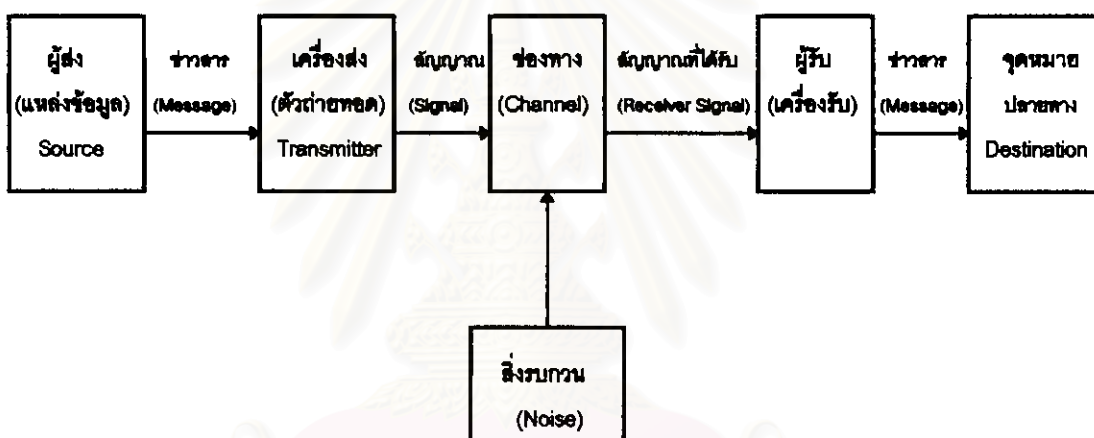 ผู้ส่ง
(แหล่งข้อมูล)
Source
ข่าวสาร
(Message)
เครื่องส่ง
(ตัวถ่ายทอด)
Transmitter
สัญญาณ
(Signal)
ช่องทาง
(Channel)
สัญญาณที่ได้รับ
(Receiver Signal)
ผู้รับ
(เครื่องรับ)
ข่าวสาร
(Message)
จุดหมาย
ปลายทาง
Destination
สิ่งรบกวน
(Noise)